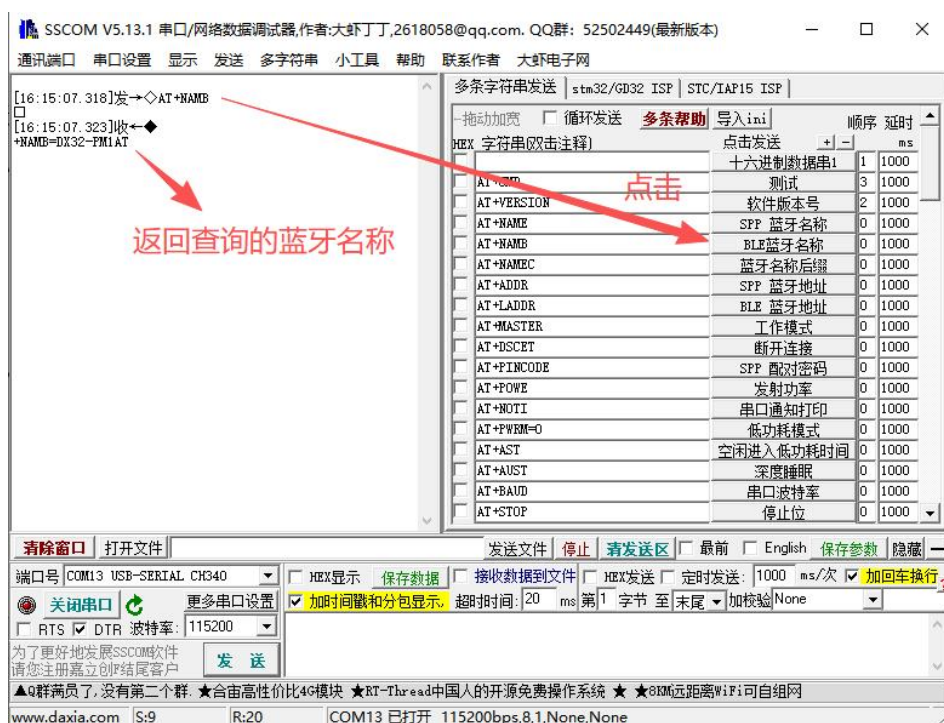 SSCOM V5.13.1 串口/网络数据调试器,作者:大虾丁丁,2618058@qq.com. QQ群: 52502449(最新版本)
通讯端口 串口设置 显示 发送 多字符串 小工具 帮助 联系作者 大虾电子网
[16:15:07.318]发→◇AT+NAMB
□
[16:15:07.323]收←◆
+NAMB=DX32-PM1AT
返回查询的蓝牙名称
点击
多条字符串发送 stm32/GD32 ISP STC/IAP15 ISP
拖动加宽 循环发送 多条帮助 导入ini 顺序 延时
HEX 字符串(双击注释) 点击发送 + - ms
十六进制数据串1 1 1000
测试 3 1000
AT+VERSION 软件版本号 2 1000
AT+NAME SPP 蓝牙名称 0 1000
AT+NAMB BLE蓝牙名称 0 1000
AT+NAMEC 蓝牙名称后缀 0 1000
AT+ADDR SPP 蓝牙地址 0 1000
AT+LADDR BLE 蓝牙地址 0 1000
AT+MASTER 工作模式 0 1000
AT+DSCET 断开连接 0 1000
AT+PINCODE SPP 配对密码 0 1000
AT+POWE 发射功率 0 1000
AT+NOTI 串口通知打印 0 1000
AT+PWRM=0 低功耗模式 0 1000
AT+AST 空闲进入低功耗时间 0 1000
AT+AUST 深度睡眠 0 1000
AT+BAUD 串口波特率 0 1000
AT+STOP 停止位 0 1000
清除窗口 打开文件 发送文件 停止 清发送区 最前 English 保存参数 隐藏 —
端口号 COM13 USB-SERIAL CH340 HEX显示 保存数据 接收数据到文件 HEX发送 定时发送: 1000 ms/次 加回车换行
关闭串口 更多串口设置 加时间戳和分包显示, 超时时间: 20 ms 第1 字节 至 末尾 加校验 None
RTS DTR 波特率: 115200
为了更好地发展SSCOM软件
请您注册嘉立创F结尾客户
发 送
▲Q群满员了,没有第二个群. ★合宙高性价比4G模块 ★RT-Thread中国人的开源免费操作系统 ★ ★8KM远距离WiFi可自组网
www.daxia.com S:9 R:20 COM13 已打开 115200bps,8,1,None,None